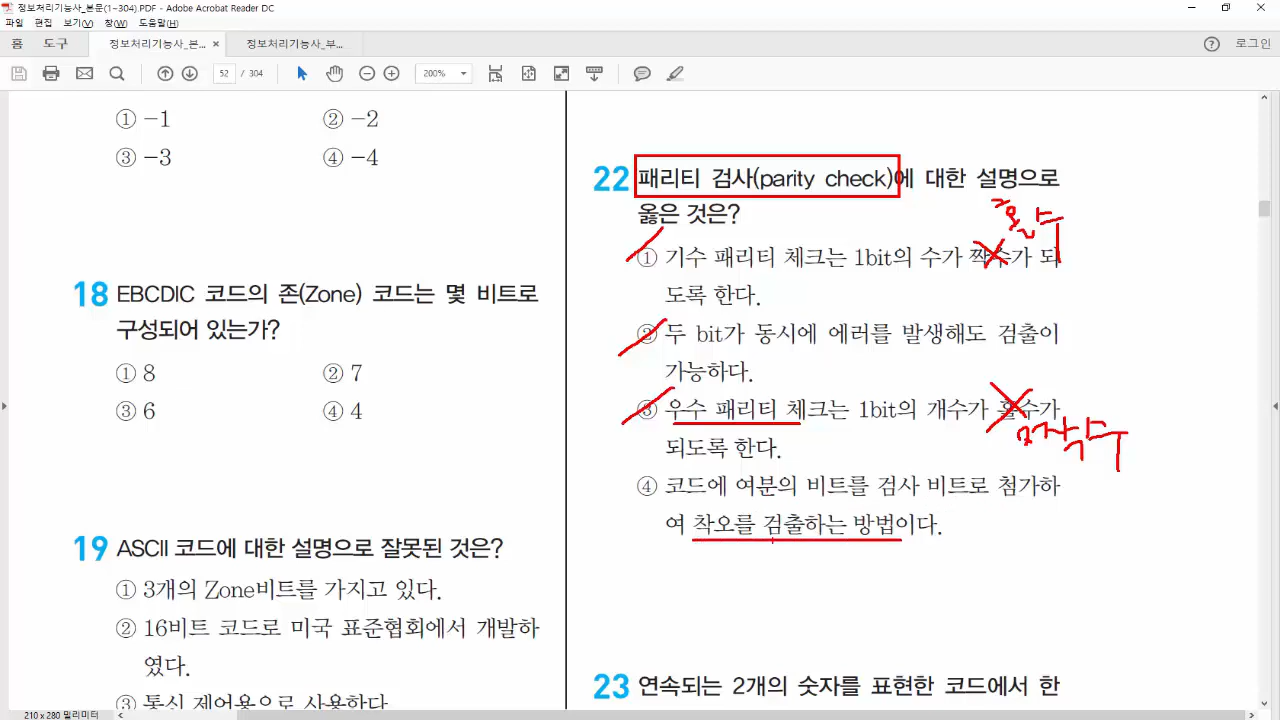 정보처리기능사_본문(1~304).PDF - Adobe Acrobat Reader DC
파일 편집 보기(V) 창(W) 도움말(H)
홈 도구 정보처리기능사_본... × 정보처리기능사_부... 로그인
52 / 304 200%
① -1 ② -2
③ -3 ④ -4
18 EBCDIC 코드의 존(Zone) 코드는 몇 비트로
구성되어 있는가?
① 8 ② 7
③ 6 ④ 4
19 ASCII 코드에 대한 설명으로 잘못된 것은?
① 3개의 Zone비트를 가지고 있다.
② 16비트 코드로 미국 표준협회에서 개발하
였다.
③ 통신 제어용으로 사용한다
22 패리티 검사(parity check)에 대한 설명으로
옳은 것은?
홀수
① 기수 패리티 체크는 1bit의 수가 짝수가 되
도록 한다.
② 두 bit가 동시에 에러를 발생해도 검출이
가능하다.
③ 우수 패리티 체크는 1bit의 개수가 홀수가
짝수
되도록 한다.
④ 코드에 여분의 비트를 검사 비트로 첨가하
여 착오를 검출하는 방법이다.
23 연속되는 2개의 숫자를 표현한 코드에서 한
210 x 280 밀리미터